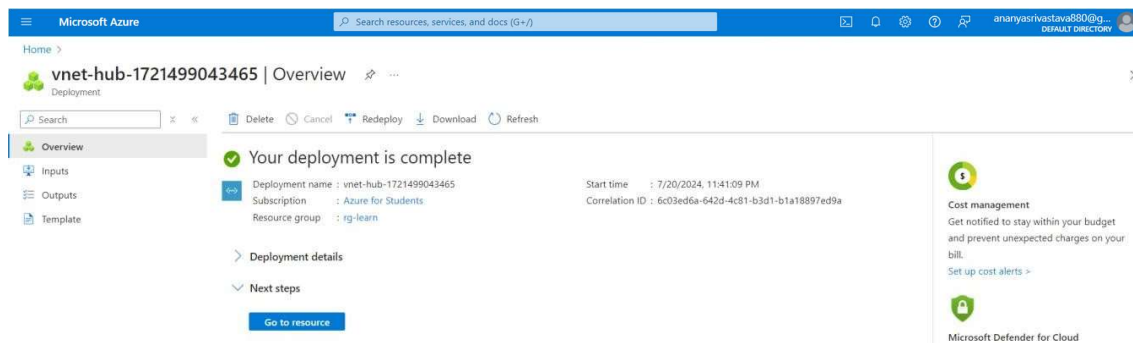 Microsoft Azure
Search resources, services, and docs (G+/)
ananyasrivastava880@g...
DEFAULT DIRECTORY
Home >
vnet-hub-1721499043465 | Overview
...
Deployment
Search
Delete Cancel Redeploy Download Refresh
Overview
Inputs
Outputs
Template
Your deployment is complete
Deployment name : vnet-hub-1721499043465
Subscription : Azure for Students
Resource group : rg-learn
Start time : 7/20/2024, 11:41:09 PM
Correlation ID : 6c03ed6a-642d-4c81-b3d1-b1a18897ed9a
Deployment details
Next steps
Go to resource
Cost management
Get notified to stay within your budget
and prevent unexpected charges on your
bill.
Set up cost alerts >
Microsoft Defender for Cloud